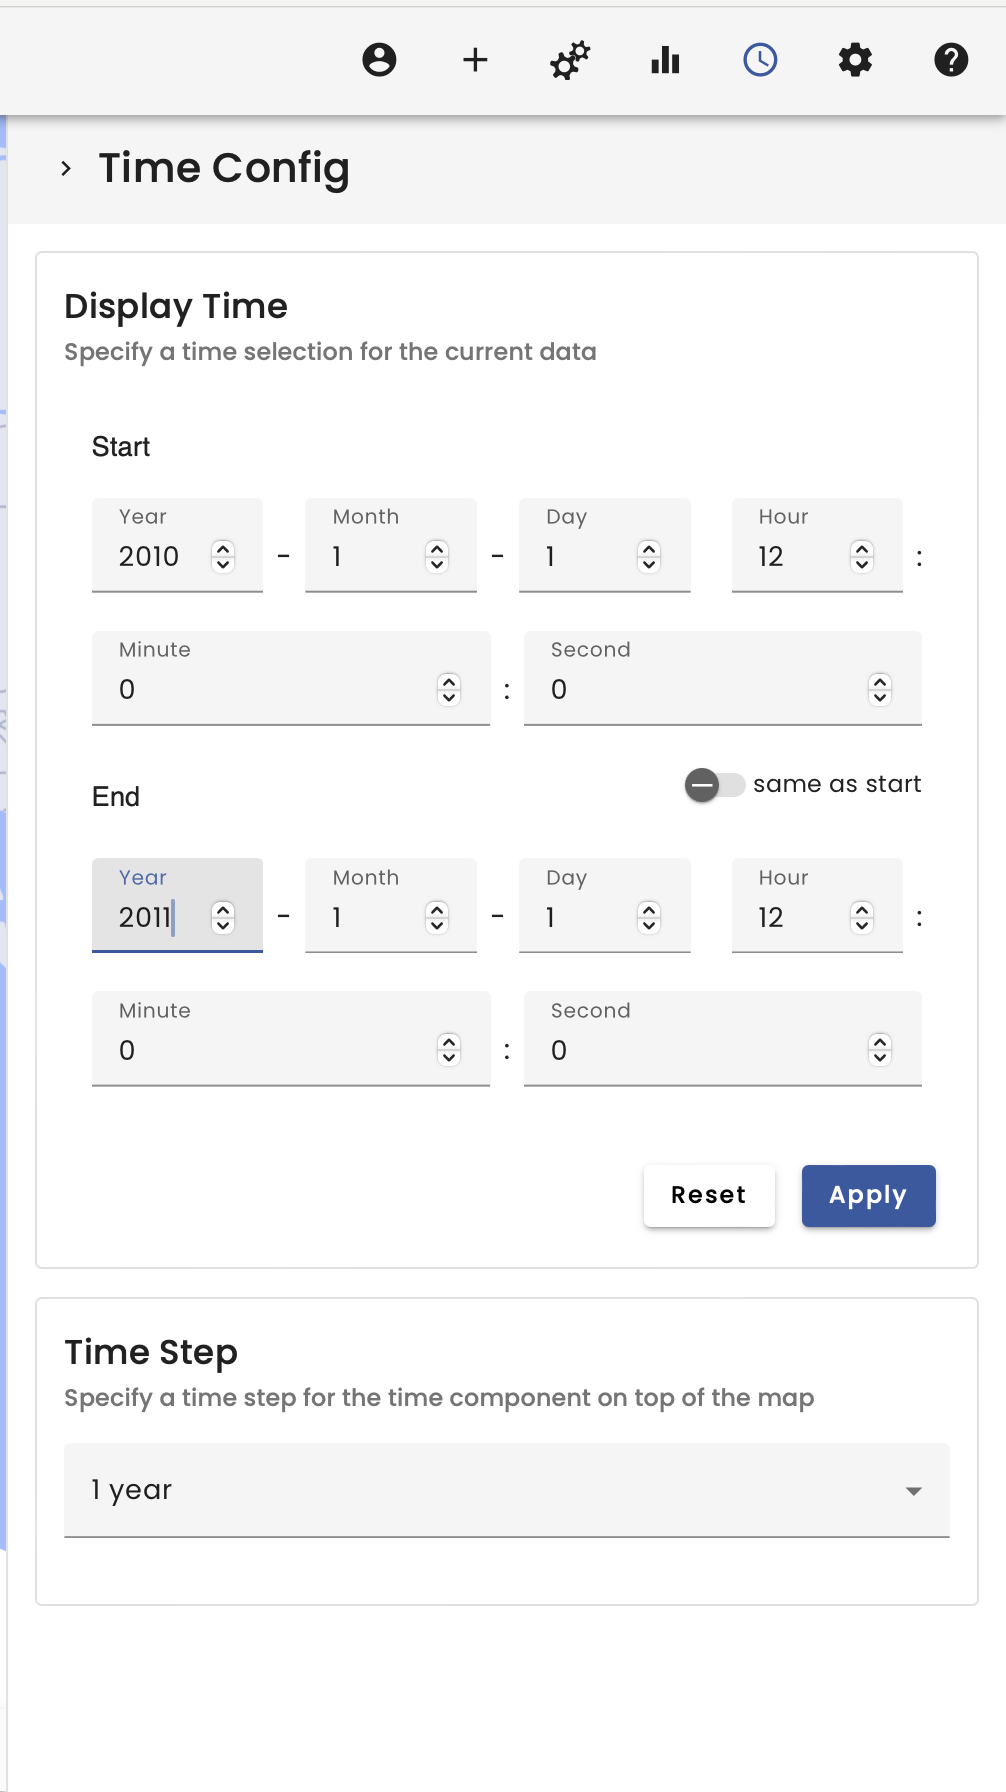 Time Config
Display Time
Specify a time selection for the current data
Start
Year Month Day Hour
2010 - 1 - 1 12 :
Minute Second
0 : 0
End same as start
Year Month Day Hour
2011 - 1 - 1 12 :
Minute Second
0 : 0
Reset Apply
Time Step
Specify a time step for the time component on top of the map
1 year